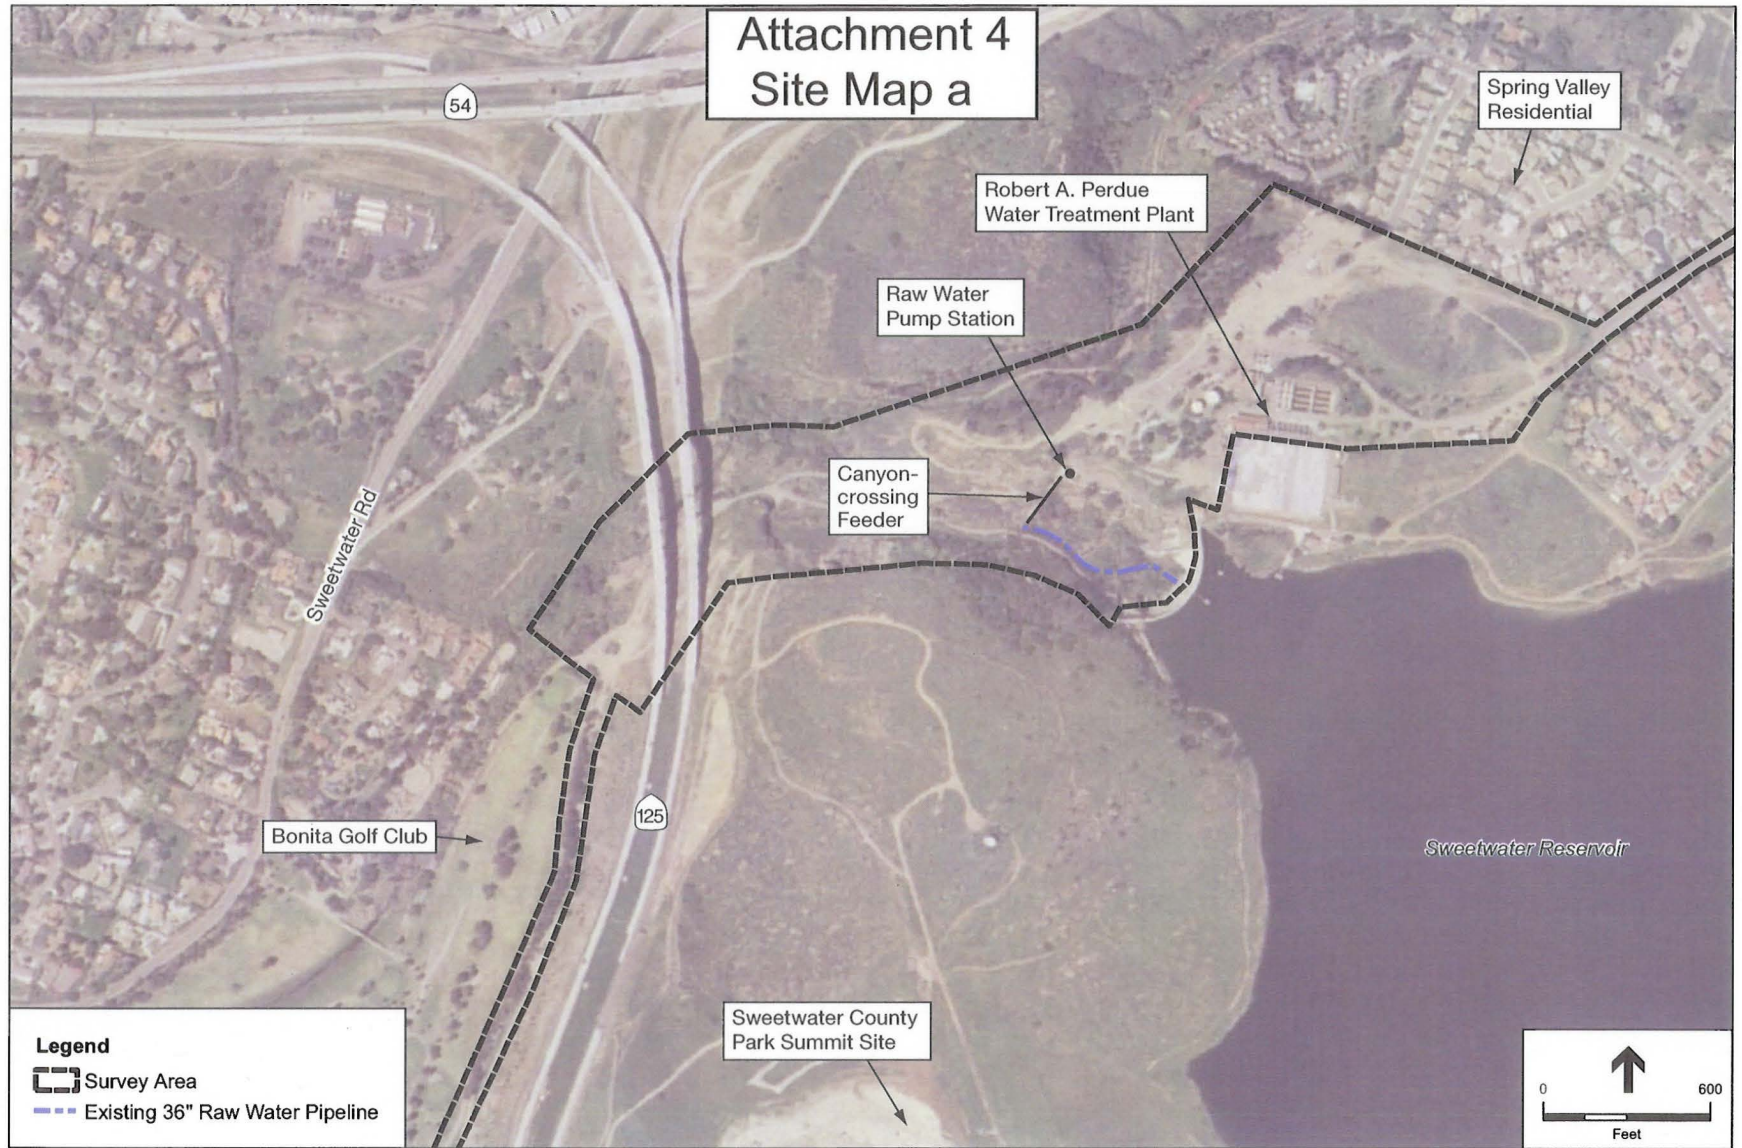 Attachment 4
Site Map a
54
Spring Valley
Residential
Robert A. Perdue
Water Treatment Plant
Raw Water
Pump Station
Canyon-
crossing
Feeder
Sweetwater Rd
125
Bonita Golf Club
Sweetwater Reservoir
Sweetwater County
Park Summit Site
Legend
Survey Area
Existing 36" Raw Water Pipeline
0 600
Feet